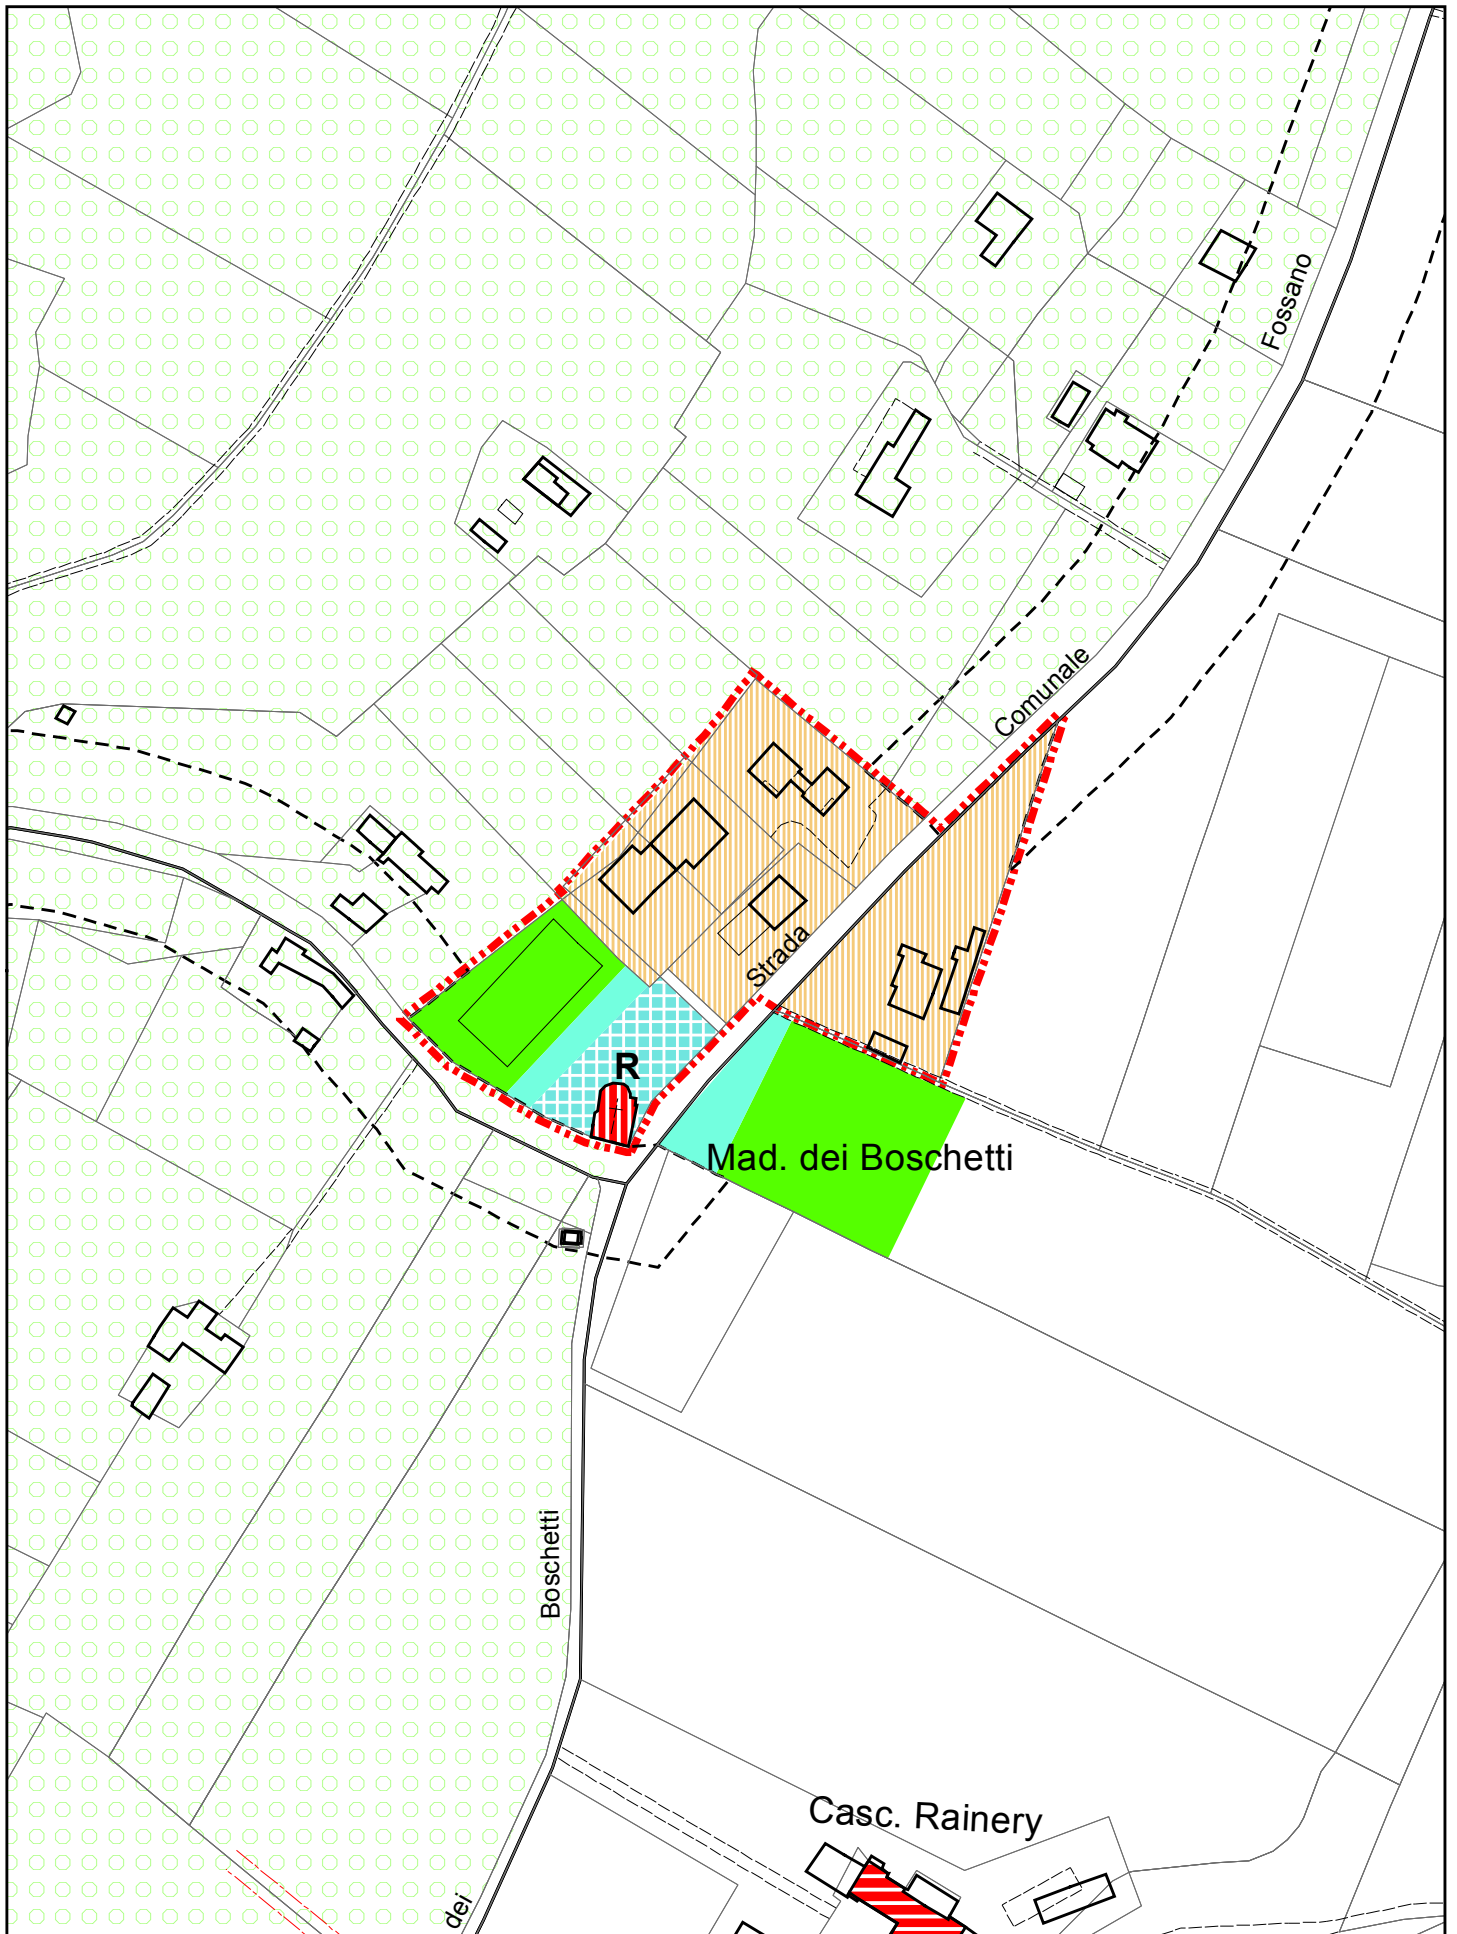 Fossano
Comunale
Strada
R
Mad. dei Boschetti
Boschetti
Casc. Rainery
dei